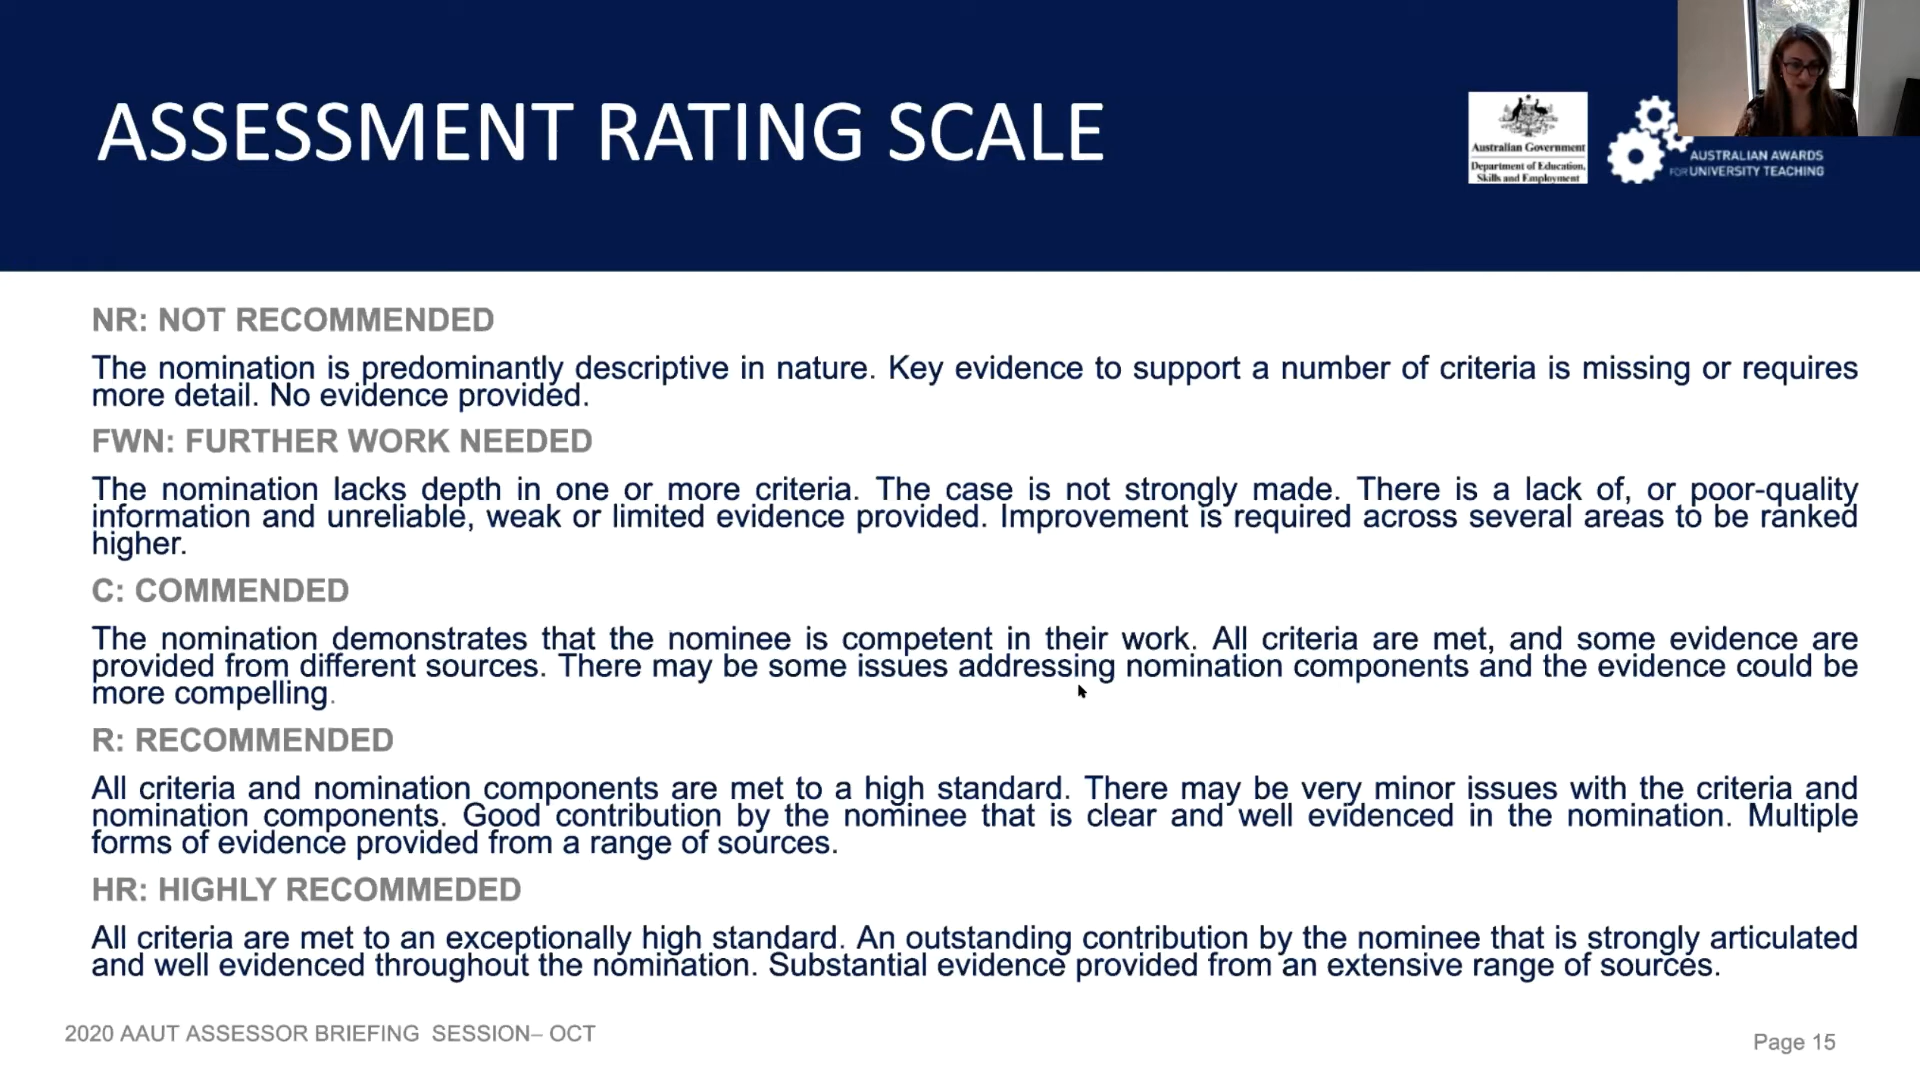 ASSESSMENT RATING SCALE
Australian Government
Department of Education,
Skills and Employment
AUSTRALIAN AWARDS
FOR UNIVERSITY TEACHING
NR: NOT RECOMMENDED
The nomination is predominantly descriptive in nature. Key evidence to support a number of criteria is missing or requires
more detail. No evidence provided.
FWN: FURTHER WORK NEEDED
The nomination lacks depth in one or more criteria. The case is not strongly made. There is a lack of, or poor-quality
information and unreliable, weak or limited evidence provided. Improvement is required across several areas to be ranked
higher.
C: COMMENDED
The nomination demonstrates that the nominee is competent in their work. All criteria are met, and some evidence are
provided from different sources. There may be some issues addressing nomination components and the evidence could be
more compelling.
R: RECOMMENDED
All criteria and nomination components are met to a high standard. There may be very minor issues with the criteria and
nomination components. Good contribution by the nominee that is clear and well evidenced in the nomination. Multiple
forms of evidence provided from a range of sources.
HR: HIGHLY RECOMMEDED
All criteria are met to an exceptionally high standard. An outstanding contribution by the nominee that is strongly articulated
and well evidenced throughout the nomination. Substantial evidence provided from an extensive range of sources.
2020 AAUT ASSESSOR BRIEFING SESSION– OCT
Page 15